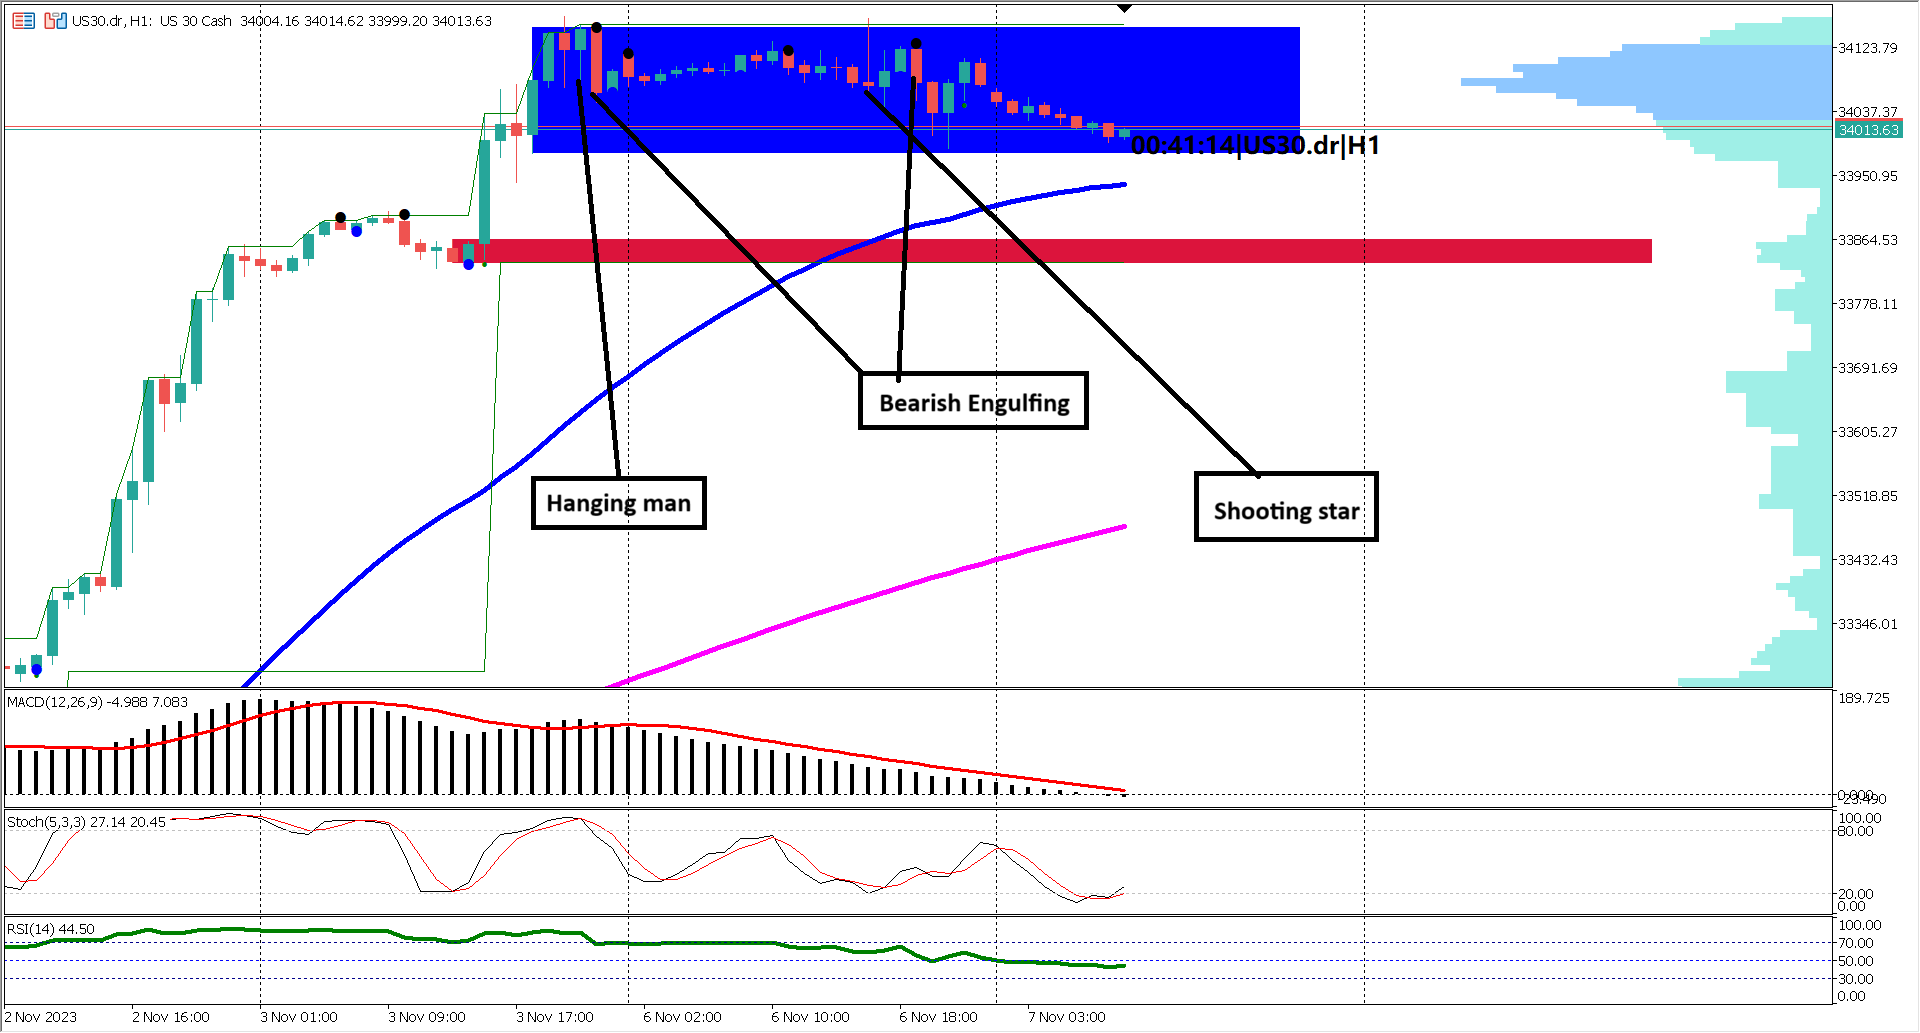 US30.dr, H1: US 30 Cash 34004.16 34014.62 33999.20 34013.63
34123.79
34037.37
34013.63
00:41:14|US30.dr|H1
33950.95
33864.53
33778.11
33691.69
Bearish Engulfing
33605.27
Hanging man
Shooting star
33518.85
33432.43
33346.01
MACD(12,26,9) -4.988 7.083
189.725
0.000
-23.490
Stoch(5,3,3) 27.14 20.45
100.00
80.00
20.00
0.00
RSI(14) 44.50
100.00
70.00
50.00
30.00
0.00
2 Nov 2023
2 Nov 16:00
3 Nov 01:00
3 Nov 09:00
3 Nov 17:00
6 Nov 02:00
6 Nov 10:00
6 Nov 18:00
7 Nov 03:00